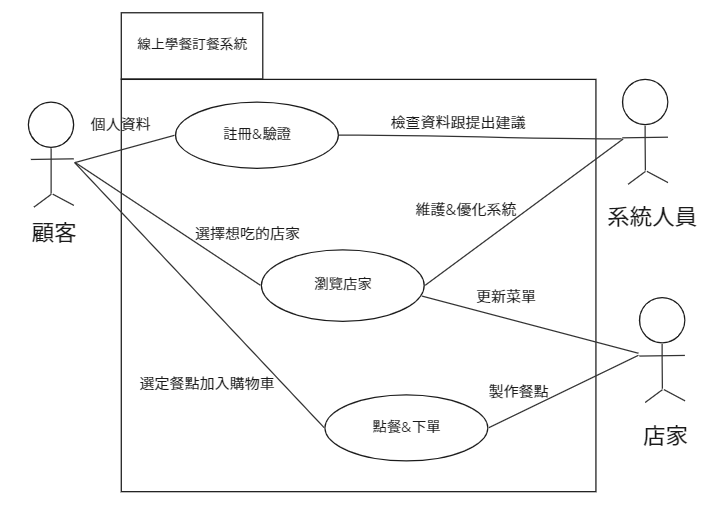 線上學餐訂餐系統
個人資料
註冊&驗證
檢查資料跟提出建議
系統人員
顧客
選擇想吃的店家
維護&優化系統
瀏覽店家
更新菜單
選定餐點加入購物車
製作餐點
點餐&下單
店家